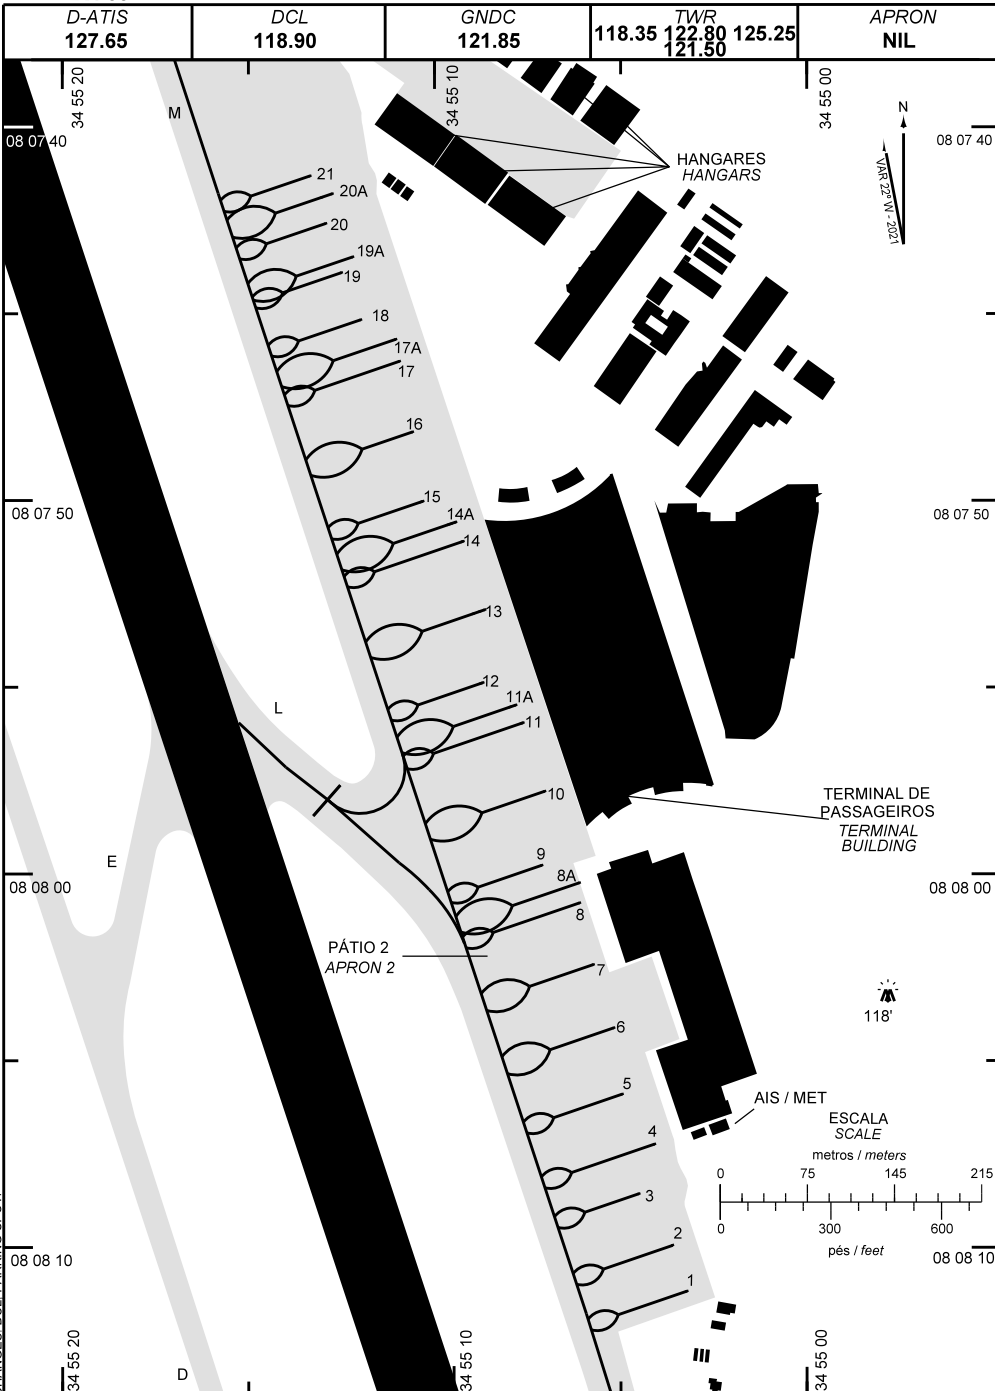 D-ATIS
127.65
DCL
118.90
GNDC
121.85
TWR
118.35 122.80 125.25
121.50
APRON
NIL
34 55 20
34 55 10
34 55 00
N
VAR 22° W - 2021
08 07 40
08 07 40
M
HANGARES
HANGARS
21
20A
20
19A
19
18
17A
17
16
15
14A
14
08 07 50
08 07 50
13
12
11A
11
L
10
TERMINAL DE
PASSAGEIROS
TERMINAL
BUILDING
9
8A
8
E
08 08 00
08 08 00
PÁTIO 2
APRON 2
7
118'
6
5
AIS / MET
4
ESCALA
SCALE
metros / meters
0 75 145 215
0 300 600
pés / feet
3
2
1
08 08 10
08 08 10
34 55 20
34 55 10
34 55 00
D